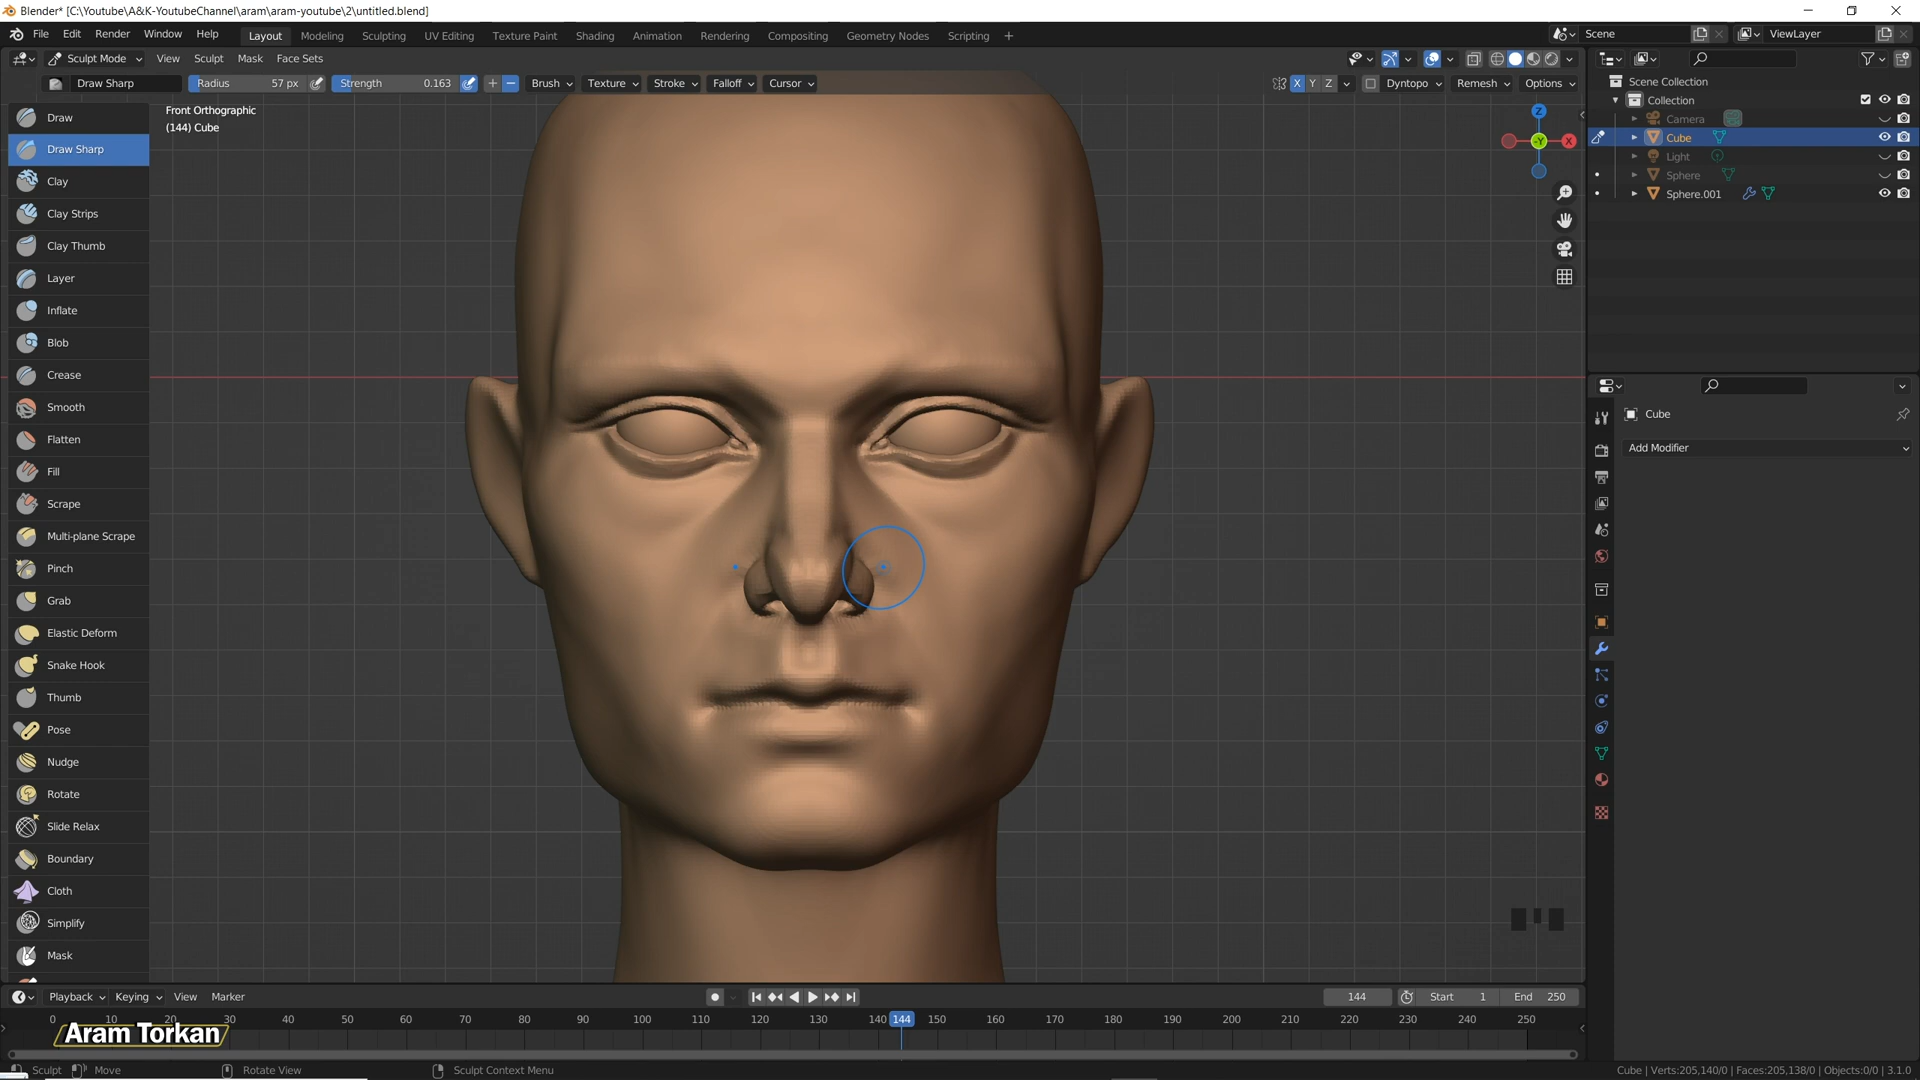 Blender* [C:\Youtube\A&K-YoutubeChannel\aram\aram-youtube\2\untitled.blend]
File Edit Render Window Help Layout Modeling Sculpting UV Editing Texture Paint Shading Animation Rendering Compositing Geometry Nodes Scripting + Scene ViewLayer
Sculpt Mode View Sculpt Mask Face Sets
Draw Sharp Radius 57 px Strength 0.163 Brush Texture Stroke Falloff Cursor X Y Z Dyntopo Remesh Options
Front Orthographic
(144) Cube
Z
-Y
X
Draw
Draw Sharp
Clay
Clay Strips
Clay Thumb
Layer
Inflate
Blob
Crease
Smooth
Flatten
Fill
Scrape
Multi-plane Scrape
Pinch
Grab
Elastic Deform
Snake Hook
Thumb
Pose
Nudge
Rotate
Slide Relax
Boundary
Cloth
Simplify
Mask
Scene Collection
Collection
Camera
Cube
Light
Sphere
Sphere.001
Cube
Add Modifier
Playback Keying View Marker 144 Start 1 End 250
0 10 20 30 40 50 60 70 80 90 100 110 120 130 140 144 150 160 170 180 190 200 210 220 230 240 250
Aram Torkan
Sculpt Move Rotate View Sculpt Context Menu Cube | Verts:205,140/0 | Faces:205,138/0 | Objects:0/0 | 3.1.0